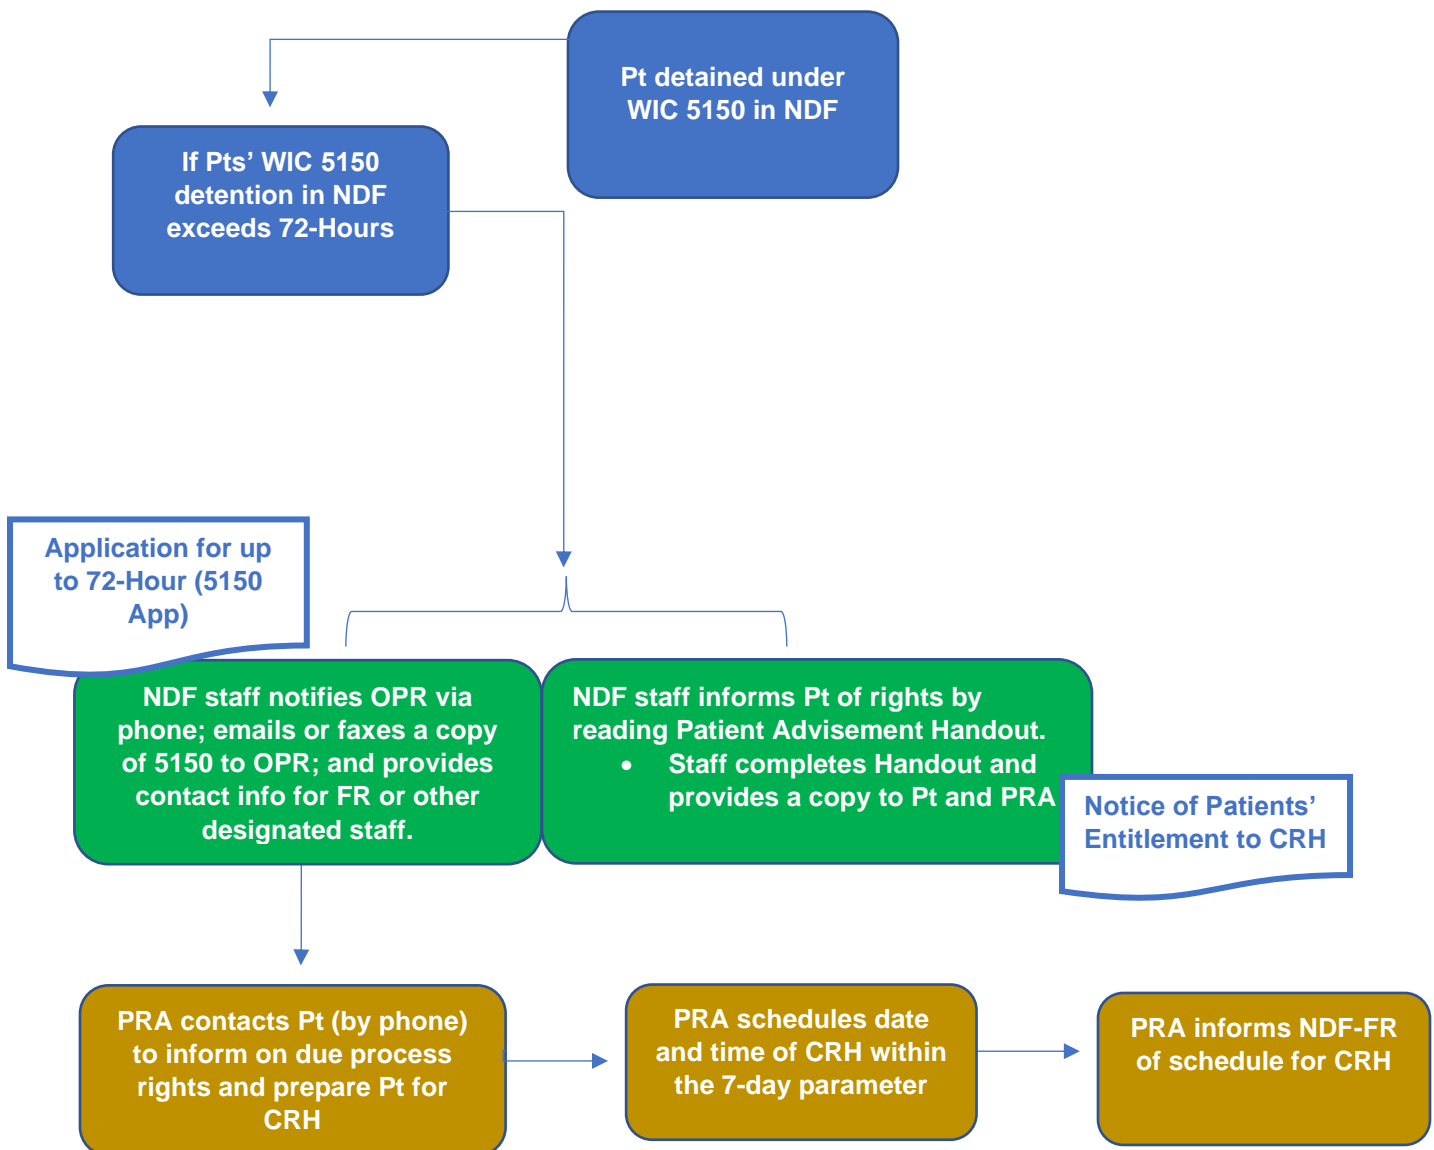 Pt detained under
WIC 5150 in NDF
If Pts’ WIC 5150
detention in NDF
exceeds 72-Hours
Application for up
to 72-Hour (5150
App)
NDF staff notifies OPR via
phone; emails or faxes a copy
of 5150 to OPR; and provides
contact info for FR or other
designated staff.
NDF staff informs Pt of rights by
reading Patient Advisement Handout.
• Staff completes Handout and
provides a copy to Pt and PRA
Notice of Patients’
Entitlement to CRH
PRA contacts Pt (by phone)
to inform on due process
rights and prepare Pt for
CRH
PRA schedules date
and time of CRH within
the 7-day parameter
PRA informs NDF-FR
of schedule for CRH